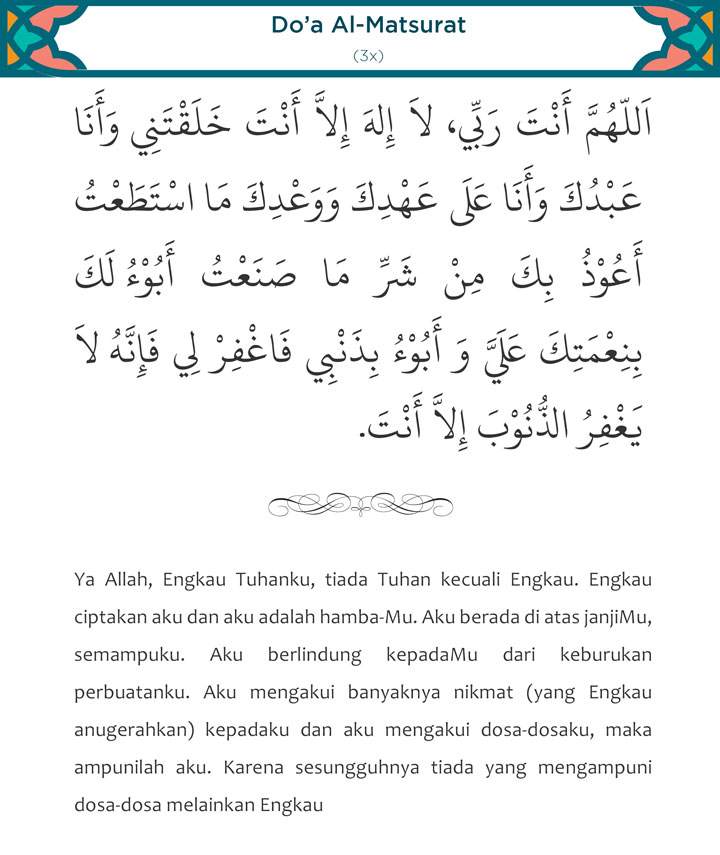 Do’a Al-Matsurat
(3x)
اَللّهُمَّ أَنْتَ رَبِّي، لاَ إِلهَ إِلاَّ أَنْتَ خَلَقْتَنِي وَأَنَا
عَبْدُكَ وَأَنَا عَلَى عَهْدِكَ وَوَعْدِكَ مَا اسْتَطَعْتُ
أَعُوْذُ بِكَ مِنْ شَرِّ مَا صَنَعْتُ أَبُوْءُ لَكَ
بِنِعْمَتِكَ عَلَيَّ وَ أَبُوْءُ بِذَنْبِي فَاغْفِرْ لِي فَإِنَّهُ لاَ
يَغْفِرُ الذُّنُوْبَ إِلاَّ أَنْتَ.
Ya Allah, Engkau Tuhanku, tiada Tuhan kecuali Engkau. Engkau
ciptakan aku dan aku adalah hamba-Mu. Aku berada di atas janjiMu,
semampuku. Aku berlindung kepadaMu dari keburukan
perbuatanku. Aku mengakui banyaknya nikmat (yang Engkau
anugerahkan) kepadaku dan aku mengakui dosa-dosaku, maka
ampunilah aku. Karena sesungguhnya tiada yang mengampuni
dosa-dosa melainkan Engkau